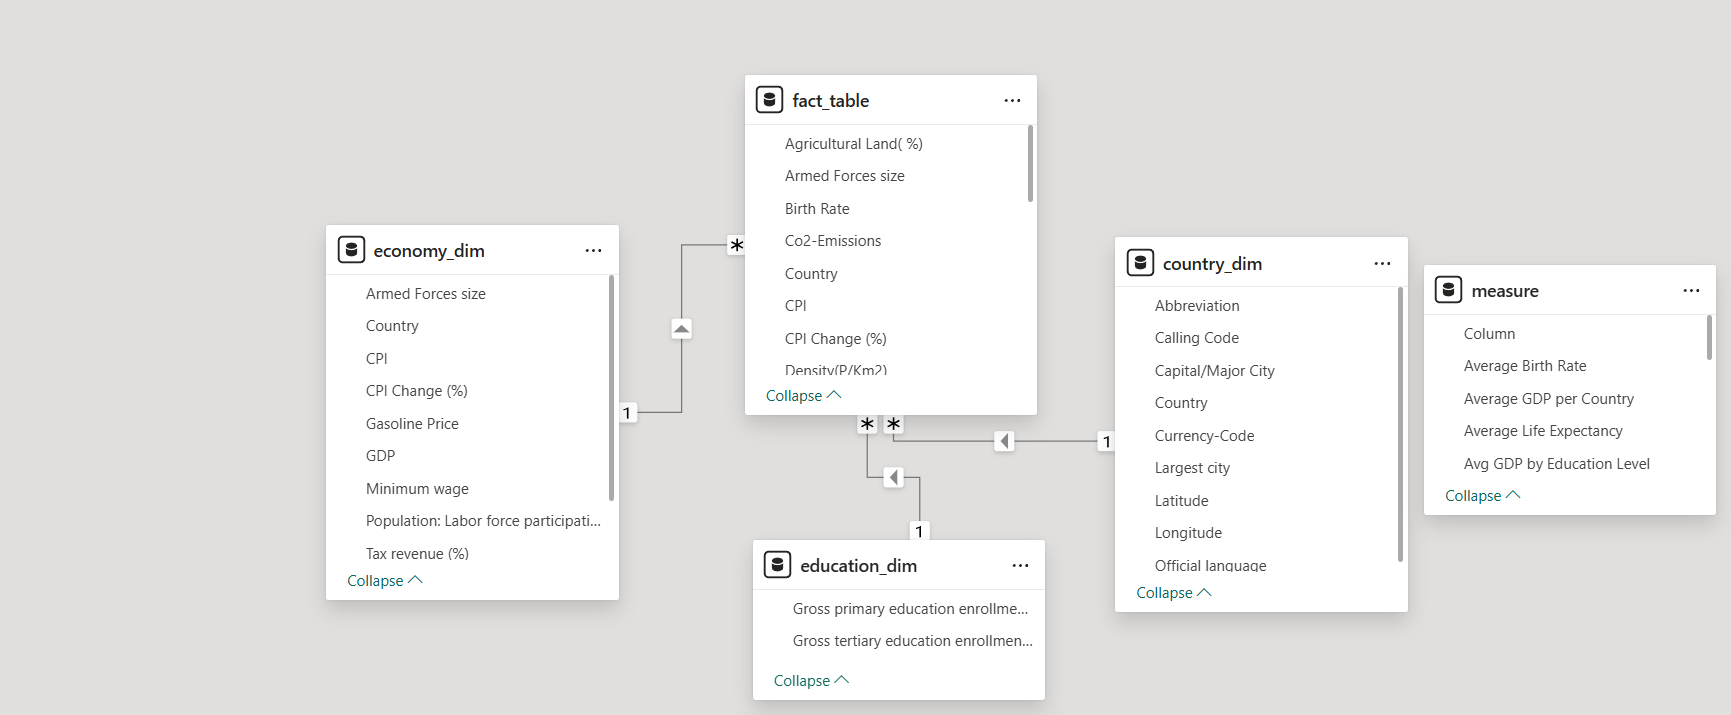 fact_table
Agricultural Land( %)
Armed Forces size
Birth Rate
Co2-Emissions
Country
CPI
CPI Change (%)
Density(P/Km2)
Collapse
economy_dim
Armed Forces size
Country
CPI
CPI Change (%)
Gasoline Price
GDP
Minimum wage
Population: Labor force participati...
Tax revenue (%)
Collapse
country_dim
Abbreviation
Calling Code
Capital/Major City
Country
Currency-Code
Largest city
Latitude
Longitude
Official language
Collapse
measure
Column
Average Birth Rate
Average GDP per Country
Average Life Expectancy
Avg GDP by Education Level
Collapse
education_dim
Gross primary education enrollme...
Gross tertiary education enrollmen...
Collapse
*
1
*
*
1
1